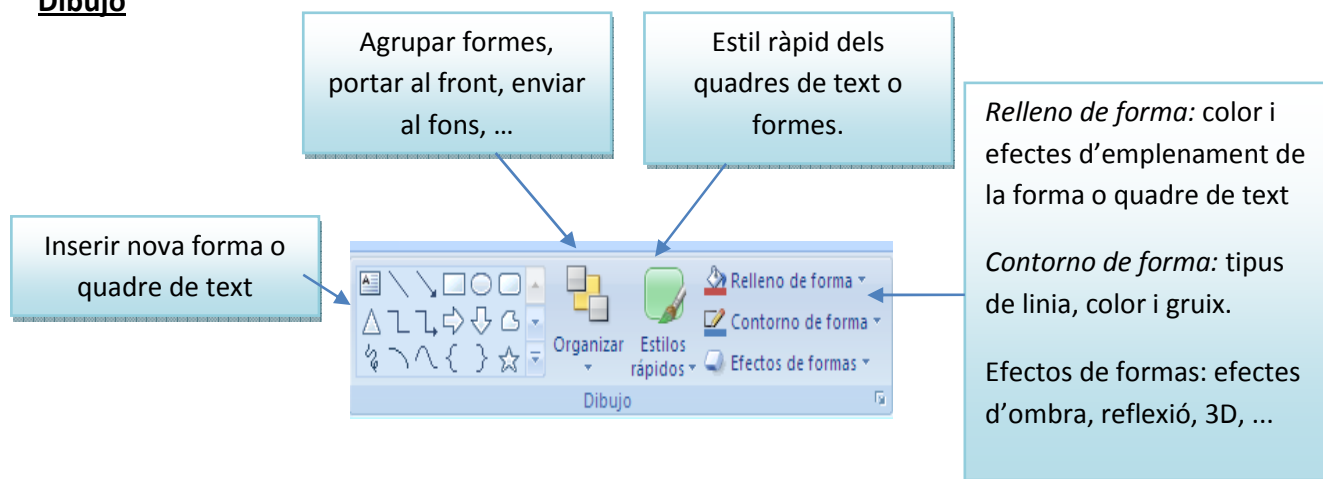 Dibujo
Agrupar formes,
portar al front, enviar
al fons, …
Estil ràpid dels
quadres de text o
formes.
Relleno de forma: color i
efectes d’emplenament de
la forma o quadre de text
Contorno de forma: tipus
de linia, color i gruix.
Efectos de formas: efectes
d’ombra, reflexió, 3D, ...
Inserir nova forma o
quadre de text
Organizar
Estilos
rápidos
Relleno de forma
Contorno de forma
Efectos de formas
Dibujo